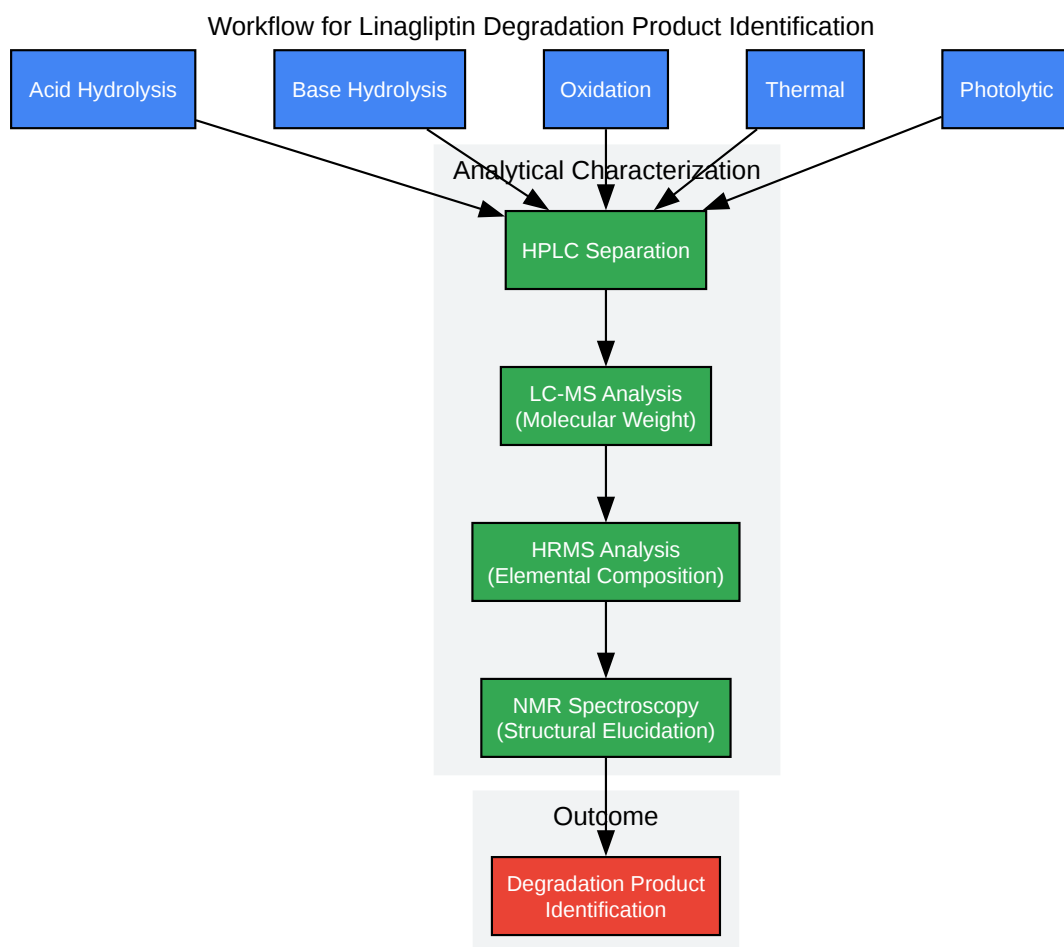 Workflow for Linagliptin Degradation Product Identification
Acid Hydrolysis
Base Hydrolysis
Oxidation
Thermal
Photolytic
Analytical Characterization
HPLC Separation
LC-MS Analysis
(Molecular Weight)
HRMS Analysis
(Elemental Composition)
NMR Spectroscopy
(Structural Elucidation)
Outcome
Degradation Product
Identification